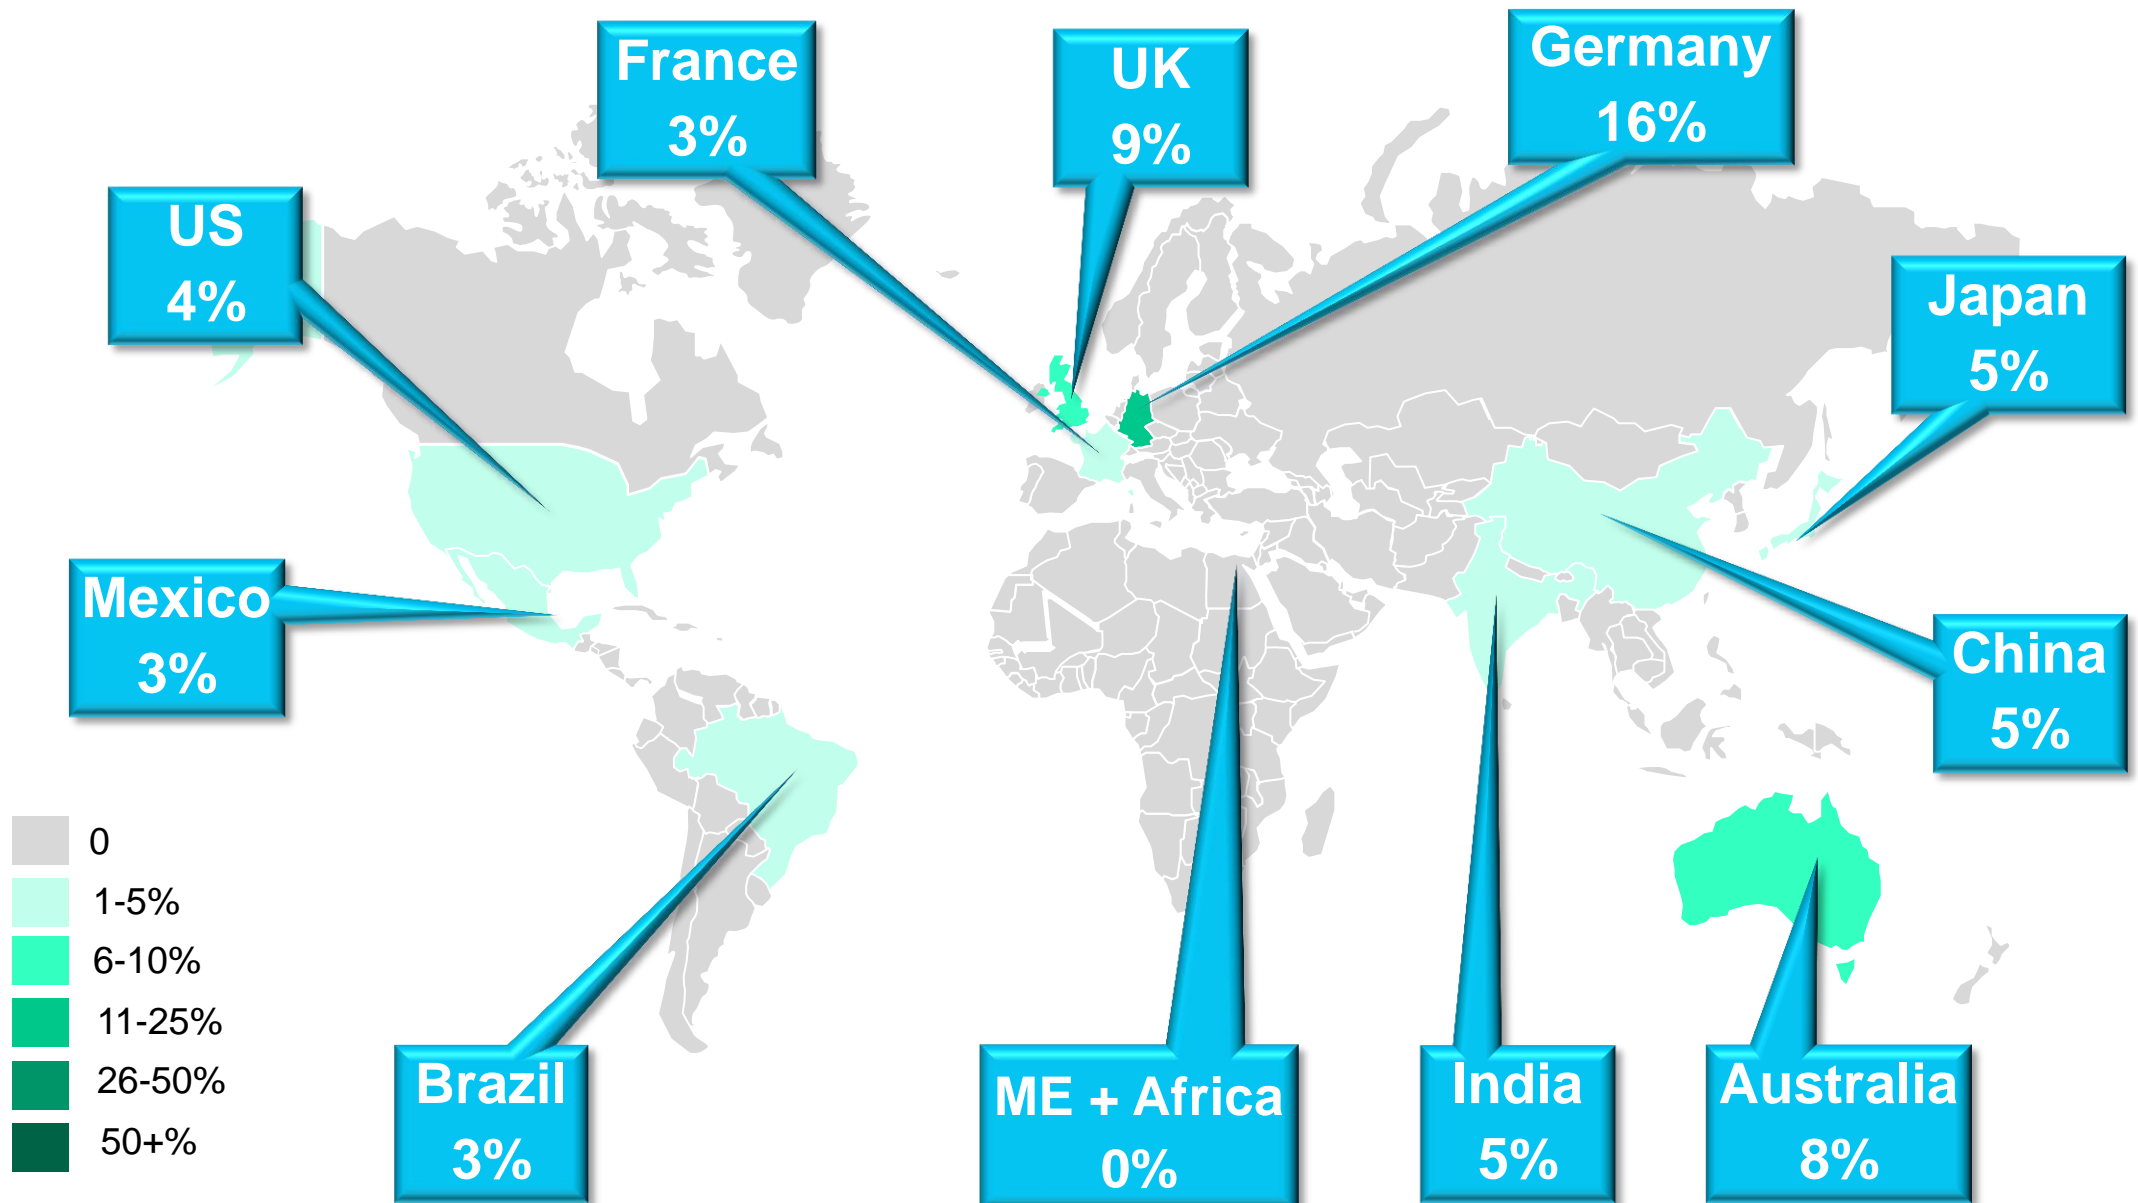 France
3%
UK
9%
Germany
16%
US
4%
Japan
5%
Mexico
3%
China
5%
0
1-5%
6-10%
11-25%
26-50%
50+%
Brazil
3%
ME + Africa
0%
India
5%
Australia
8%